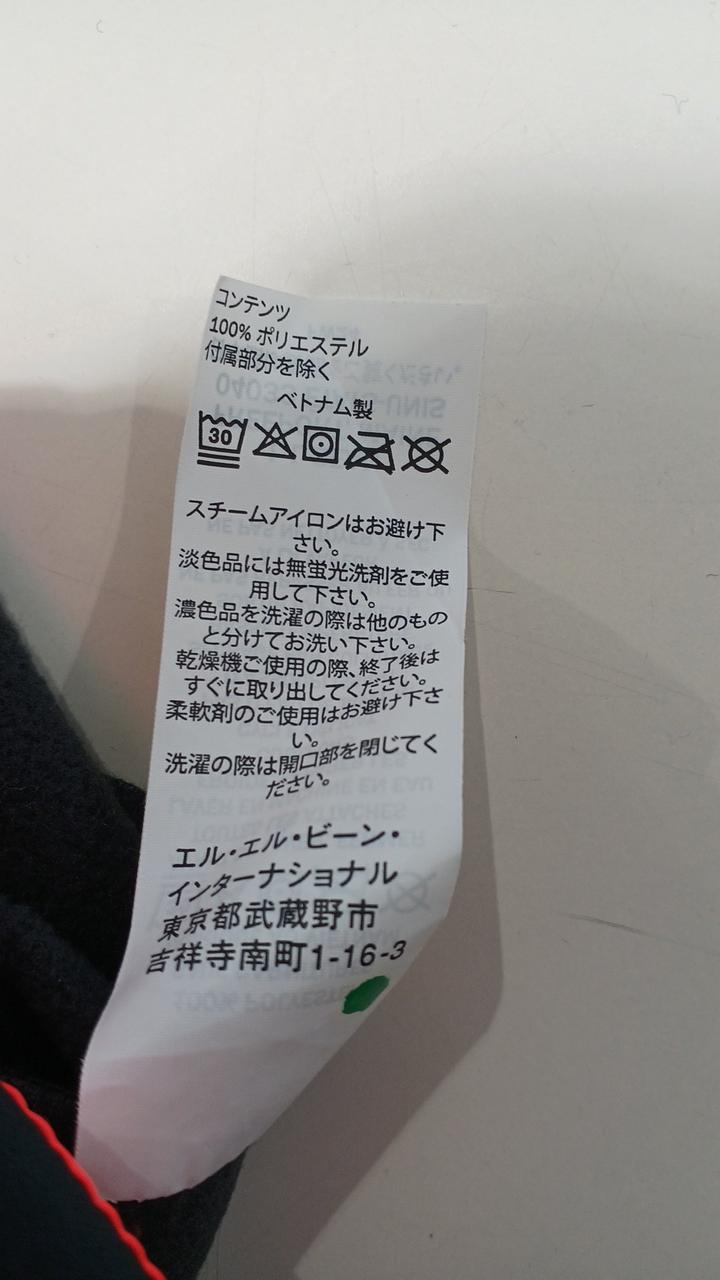 コンテンツ
100% ポリエステル
付属部分を除く
ベトナム製
30
スチームアイロンはお避け下
さい。
淡色品には無蛍光洗剤をご使
用して下さい。
濃色品を洗濯の際は他のもの
と分けてお洗い下さい。
乾燥機ご使用の際、終了後は
すぐに取り出してください。
柔軟剤のご使用はお避け下さ
い。
洗濯の際は開口部を閉じてく
ださい。
エル・エル・ビーン・
インターナショナル
東京都武蔵野市
吉祥寺南町1-16-3